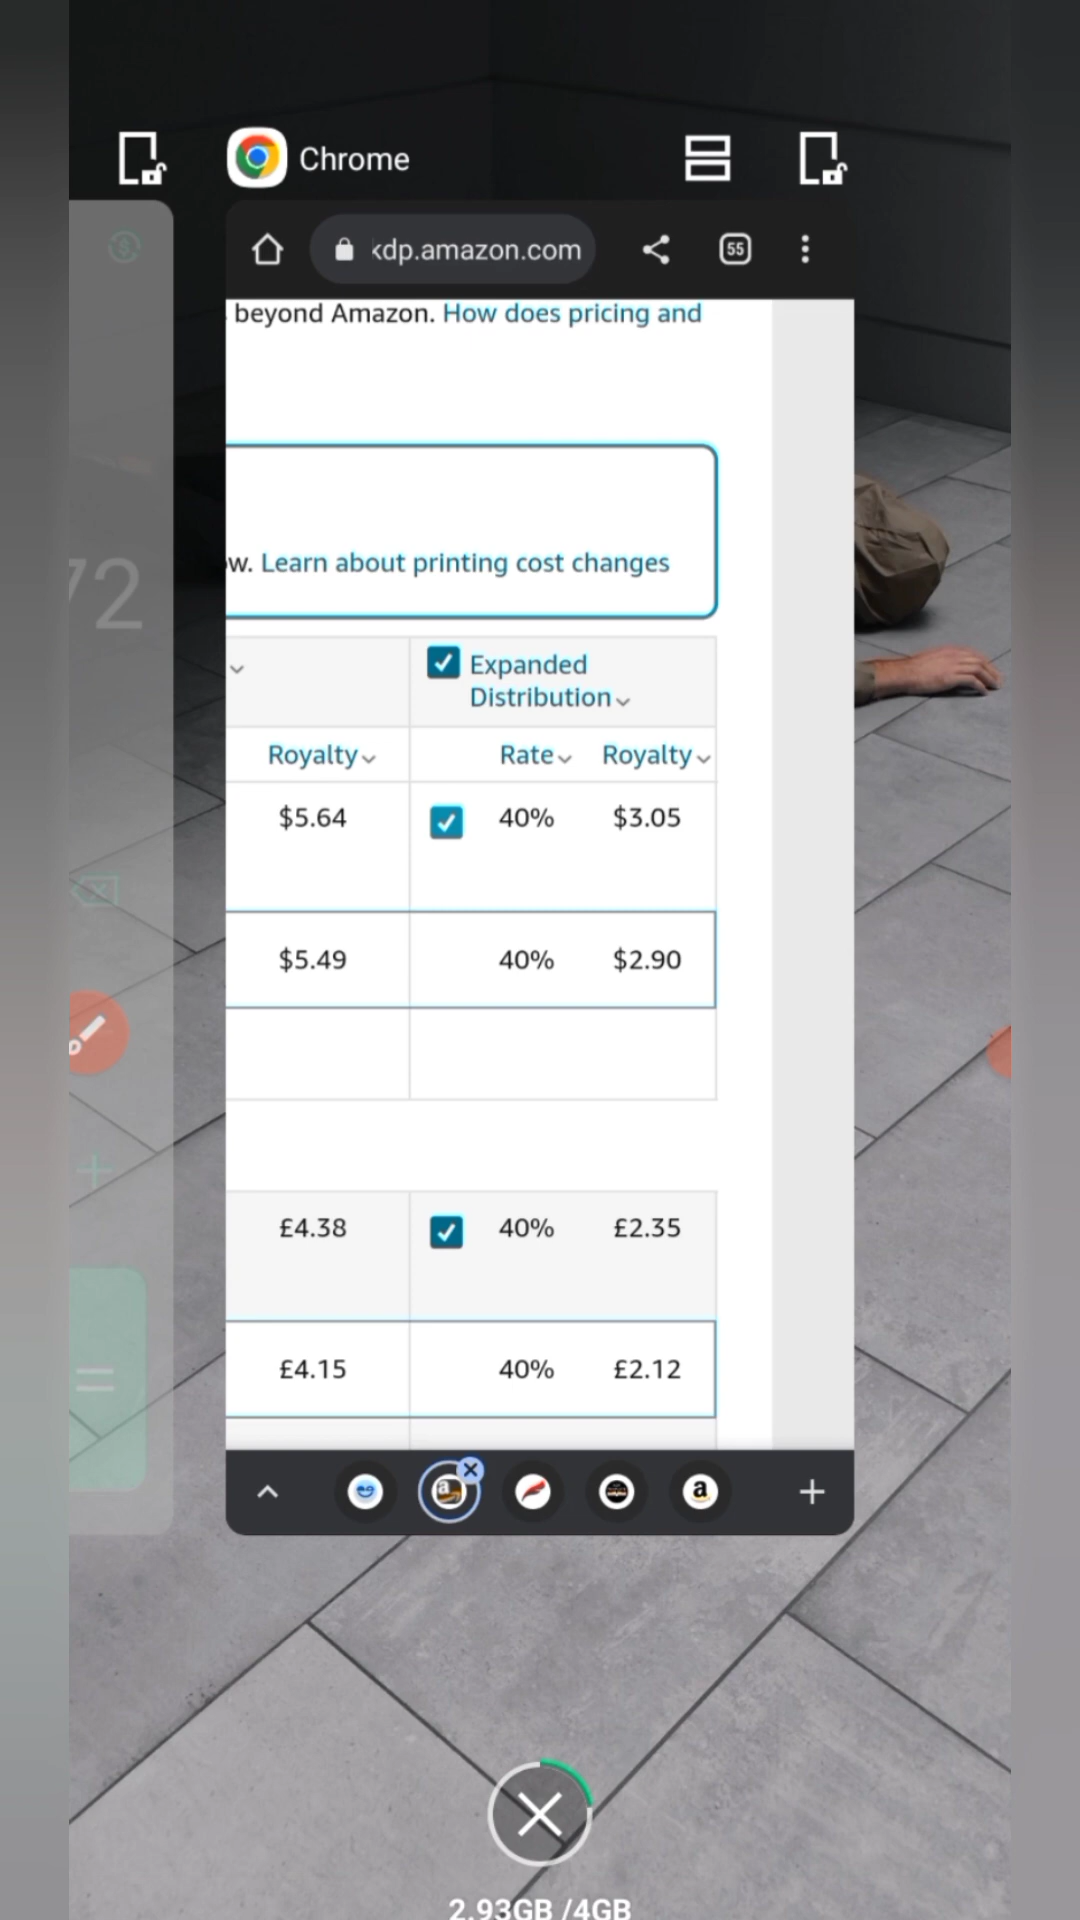 Chrome
kdp.amazon.com
55
beyond Amazon. How does pricing and
72
ow. Learn about printing cost changes
Expanded
Distribution
Royalty Rate Royalty
$5.64 40% $3.05
$5.49 40% $2.90
£4.38 40% £2.35
£4.15 40% £2.12
2.93GB /4GB